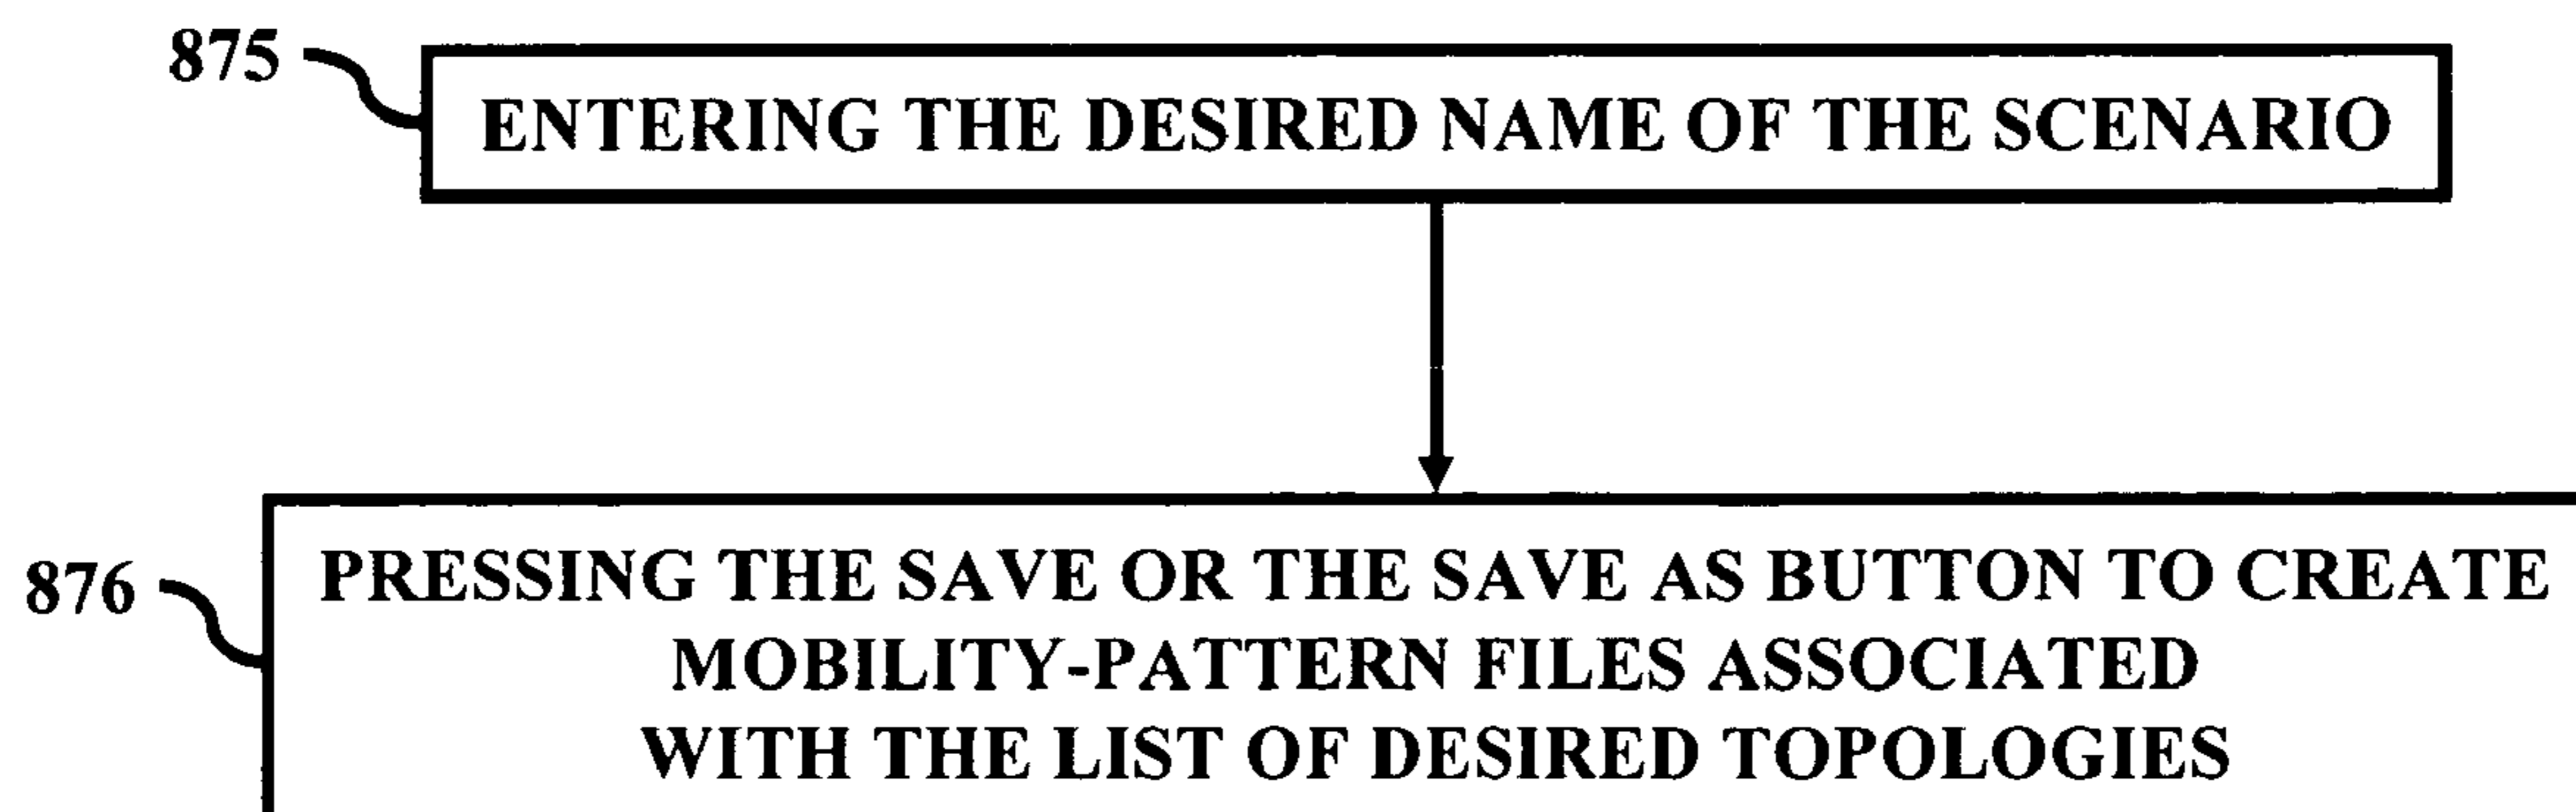 875
ENTERING THE DESIRED NAME OF THE SCENARIO
876
PRESSING THE SAVE OR THE SAVE AS BUTTON TO CREATE
MOBILITY-PATTERN FILES ASSOCIATED
WITH THE LIST OF DESIRED TOPOLOGIES